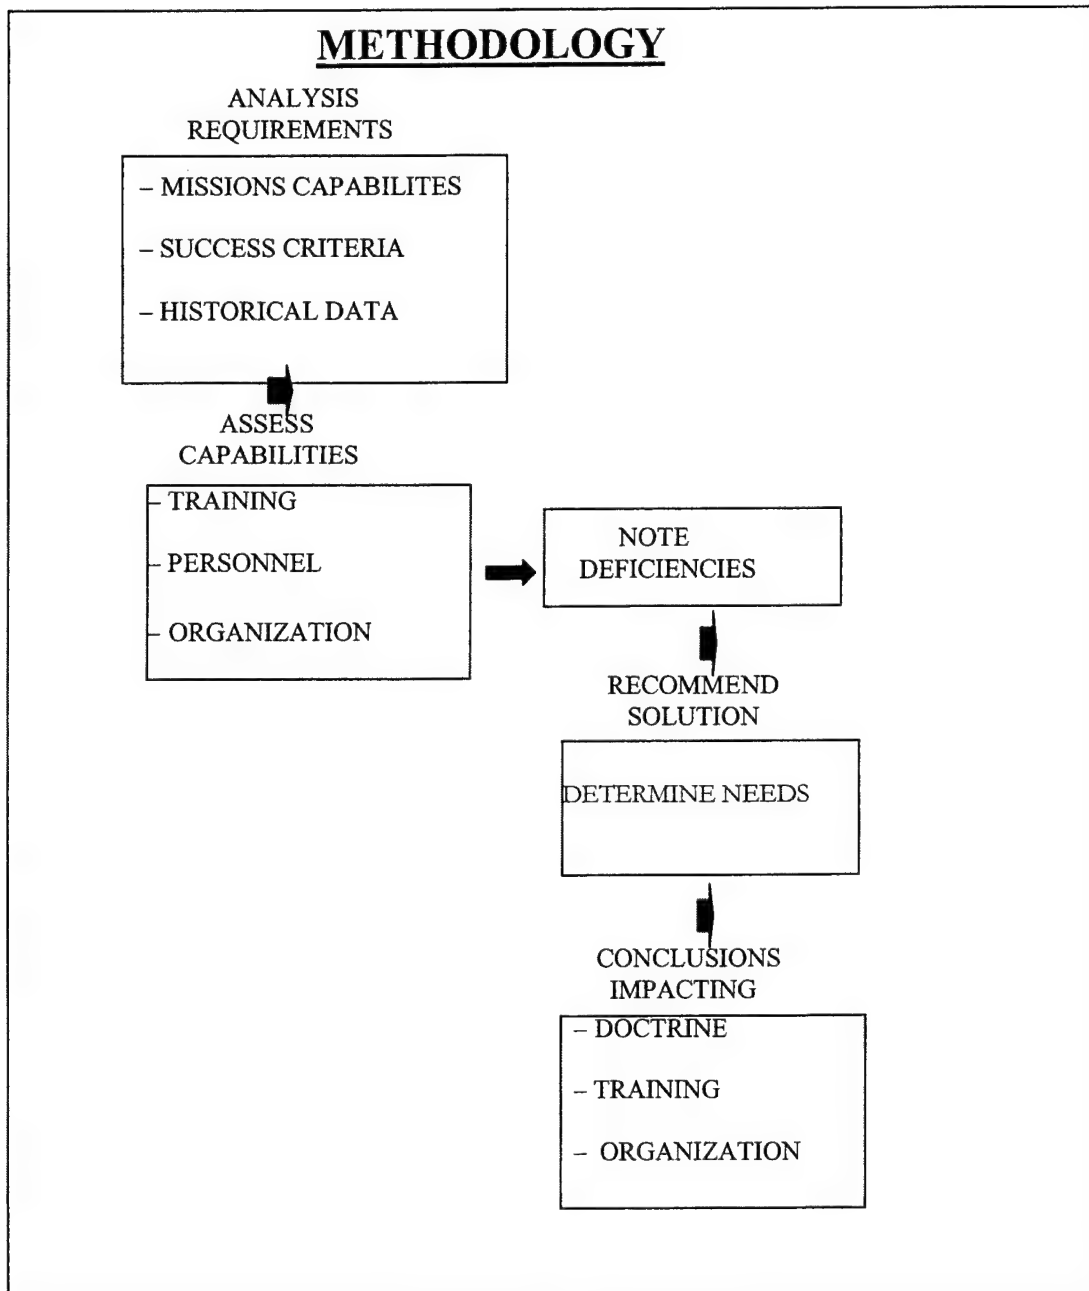 METHODOLOGY
ANALYSIS
REQUIREMENTS
– MISSIONS CAPABILITES
– SUCCESS CRITERIA
– HISTORICAL DATA
ASSESS
CAPABILITIES
– TRAINING
– PERSONNEL
– ORGANIZATION
NOTE
DEFICIENCIES
RECOMMEND
SOLUTION
DETERMINE NEEDS
CONCLUSIONS
IMPACTING
– DOCTRINE
– TRAINING
– ORGANIZATION